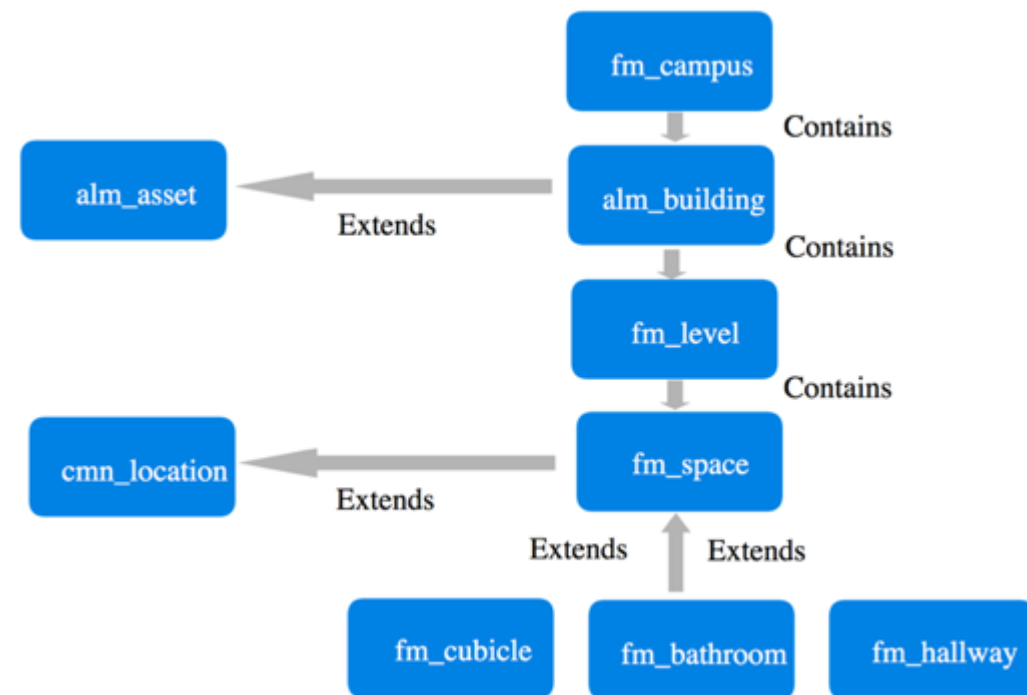 fm_campus
Contains
alm_asset
alm_building
Extends
Contains
fm_level
Contains
cmn_location
fm_space
Extends
Extends Extends
fm_cubicle
fm_bathroom
fm_hallway